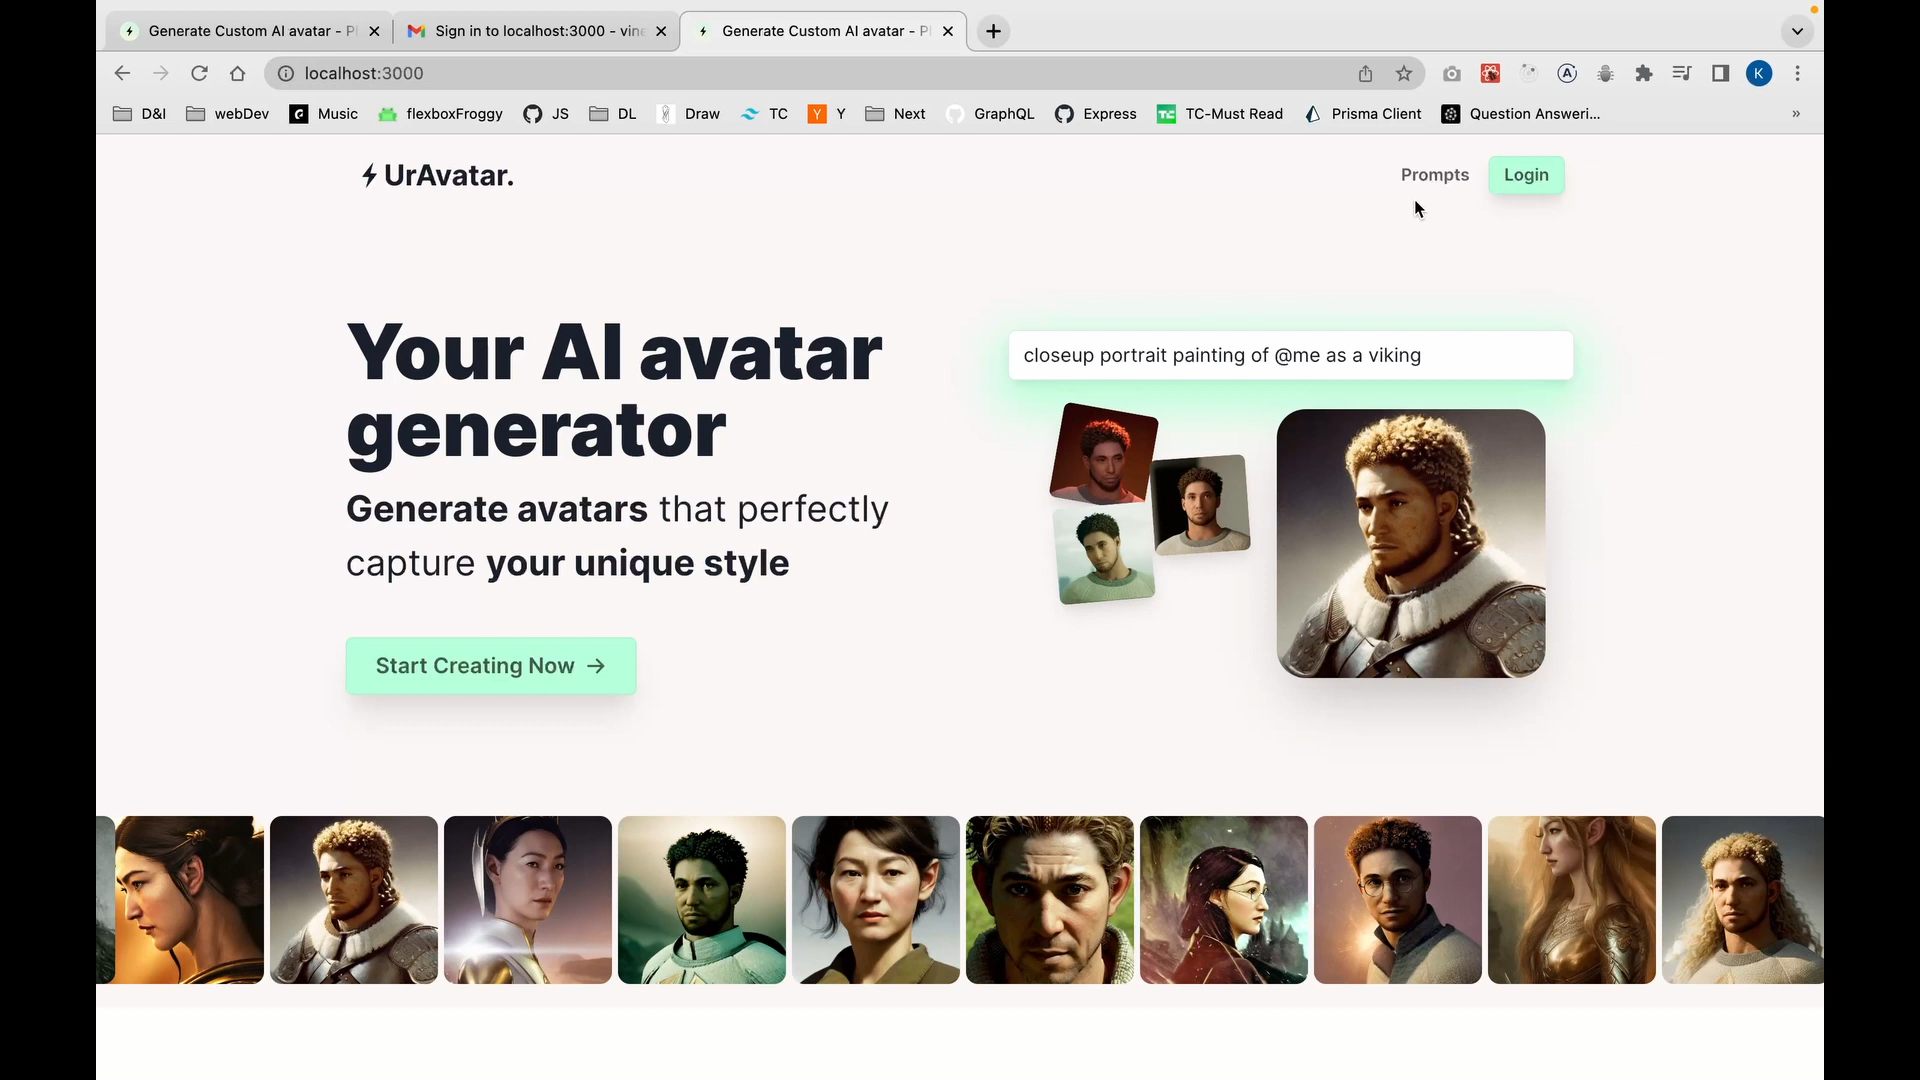 Generate Custom AI avatar - P
Sign in to localhost:3000 - vine
Generate Custom AI avatar - P
localhost:3000
K
D&I
webDev
Music
flexboxFroggy
JS
DL
Draw
TC
Y
Next
GraphQL
Express
TC-Must Read
Prisma Client
Question Answeri...
»
UrAvatar.
Prompts
Login
Your AI avatar
generator
Generate avatars that perfectly
capture your unique style
Start Creating Now →
closeup portrait painting of @me as a viking